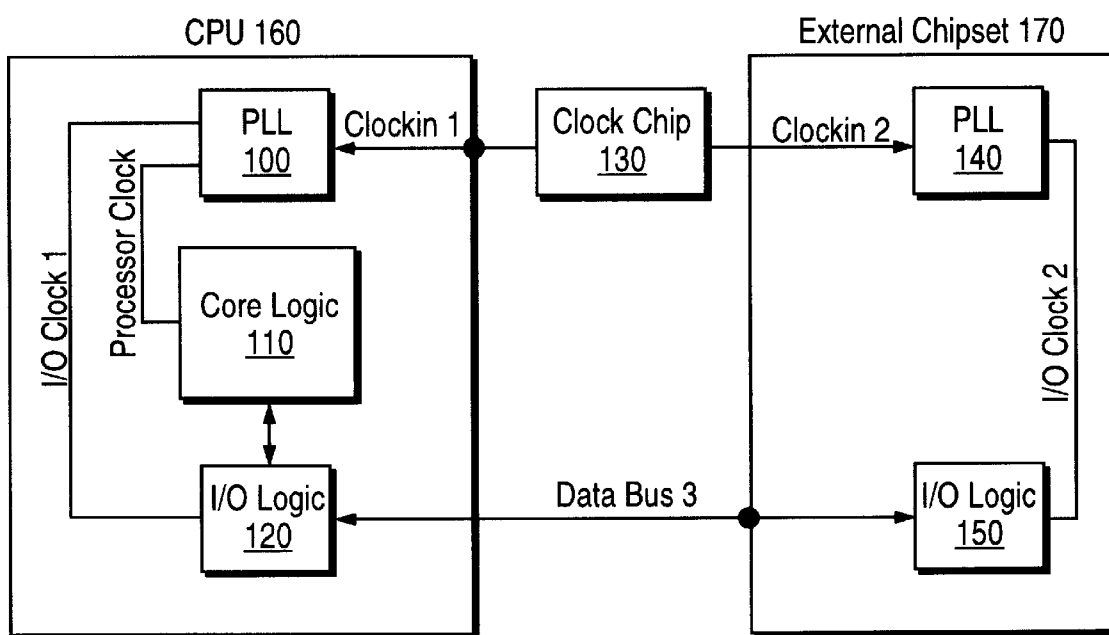 CPU 160
External Chipset 170
PLL
100
Clockin 1
Clock Chip
130
Clockin 2
PLL
140
Processor Clock
I/O Clock 1
Core Logic
110
I/O Clock 2
I/O Logic
120
Data Bus 3
I/O Logic
150